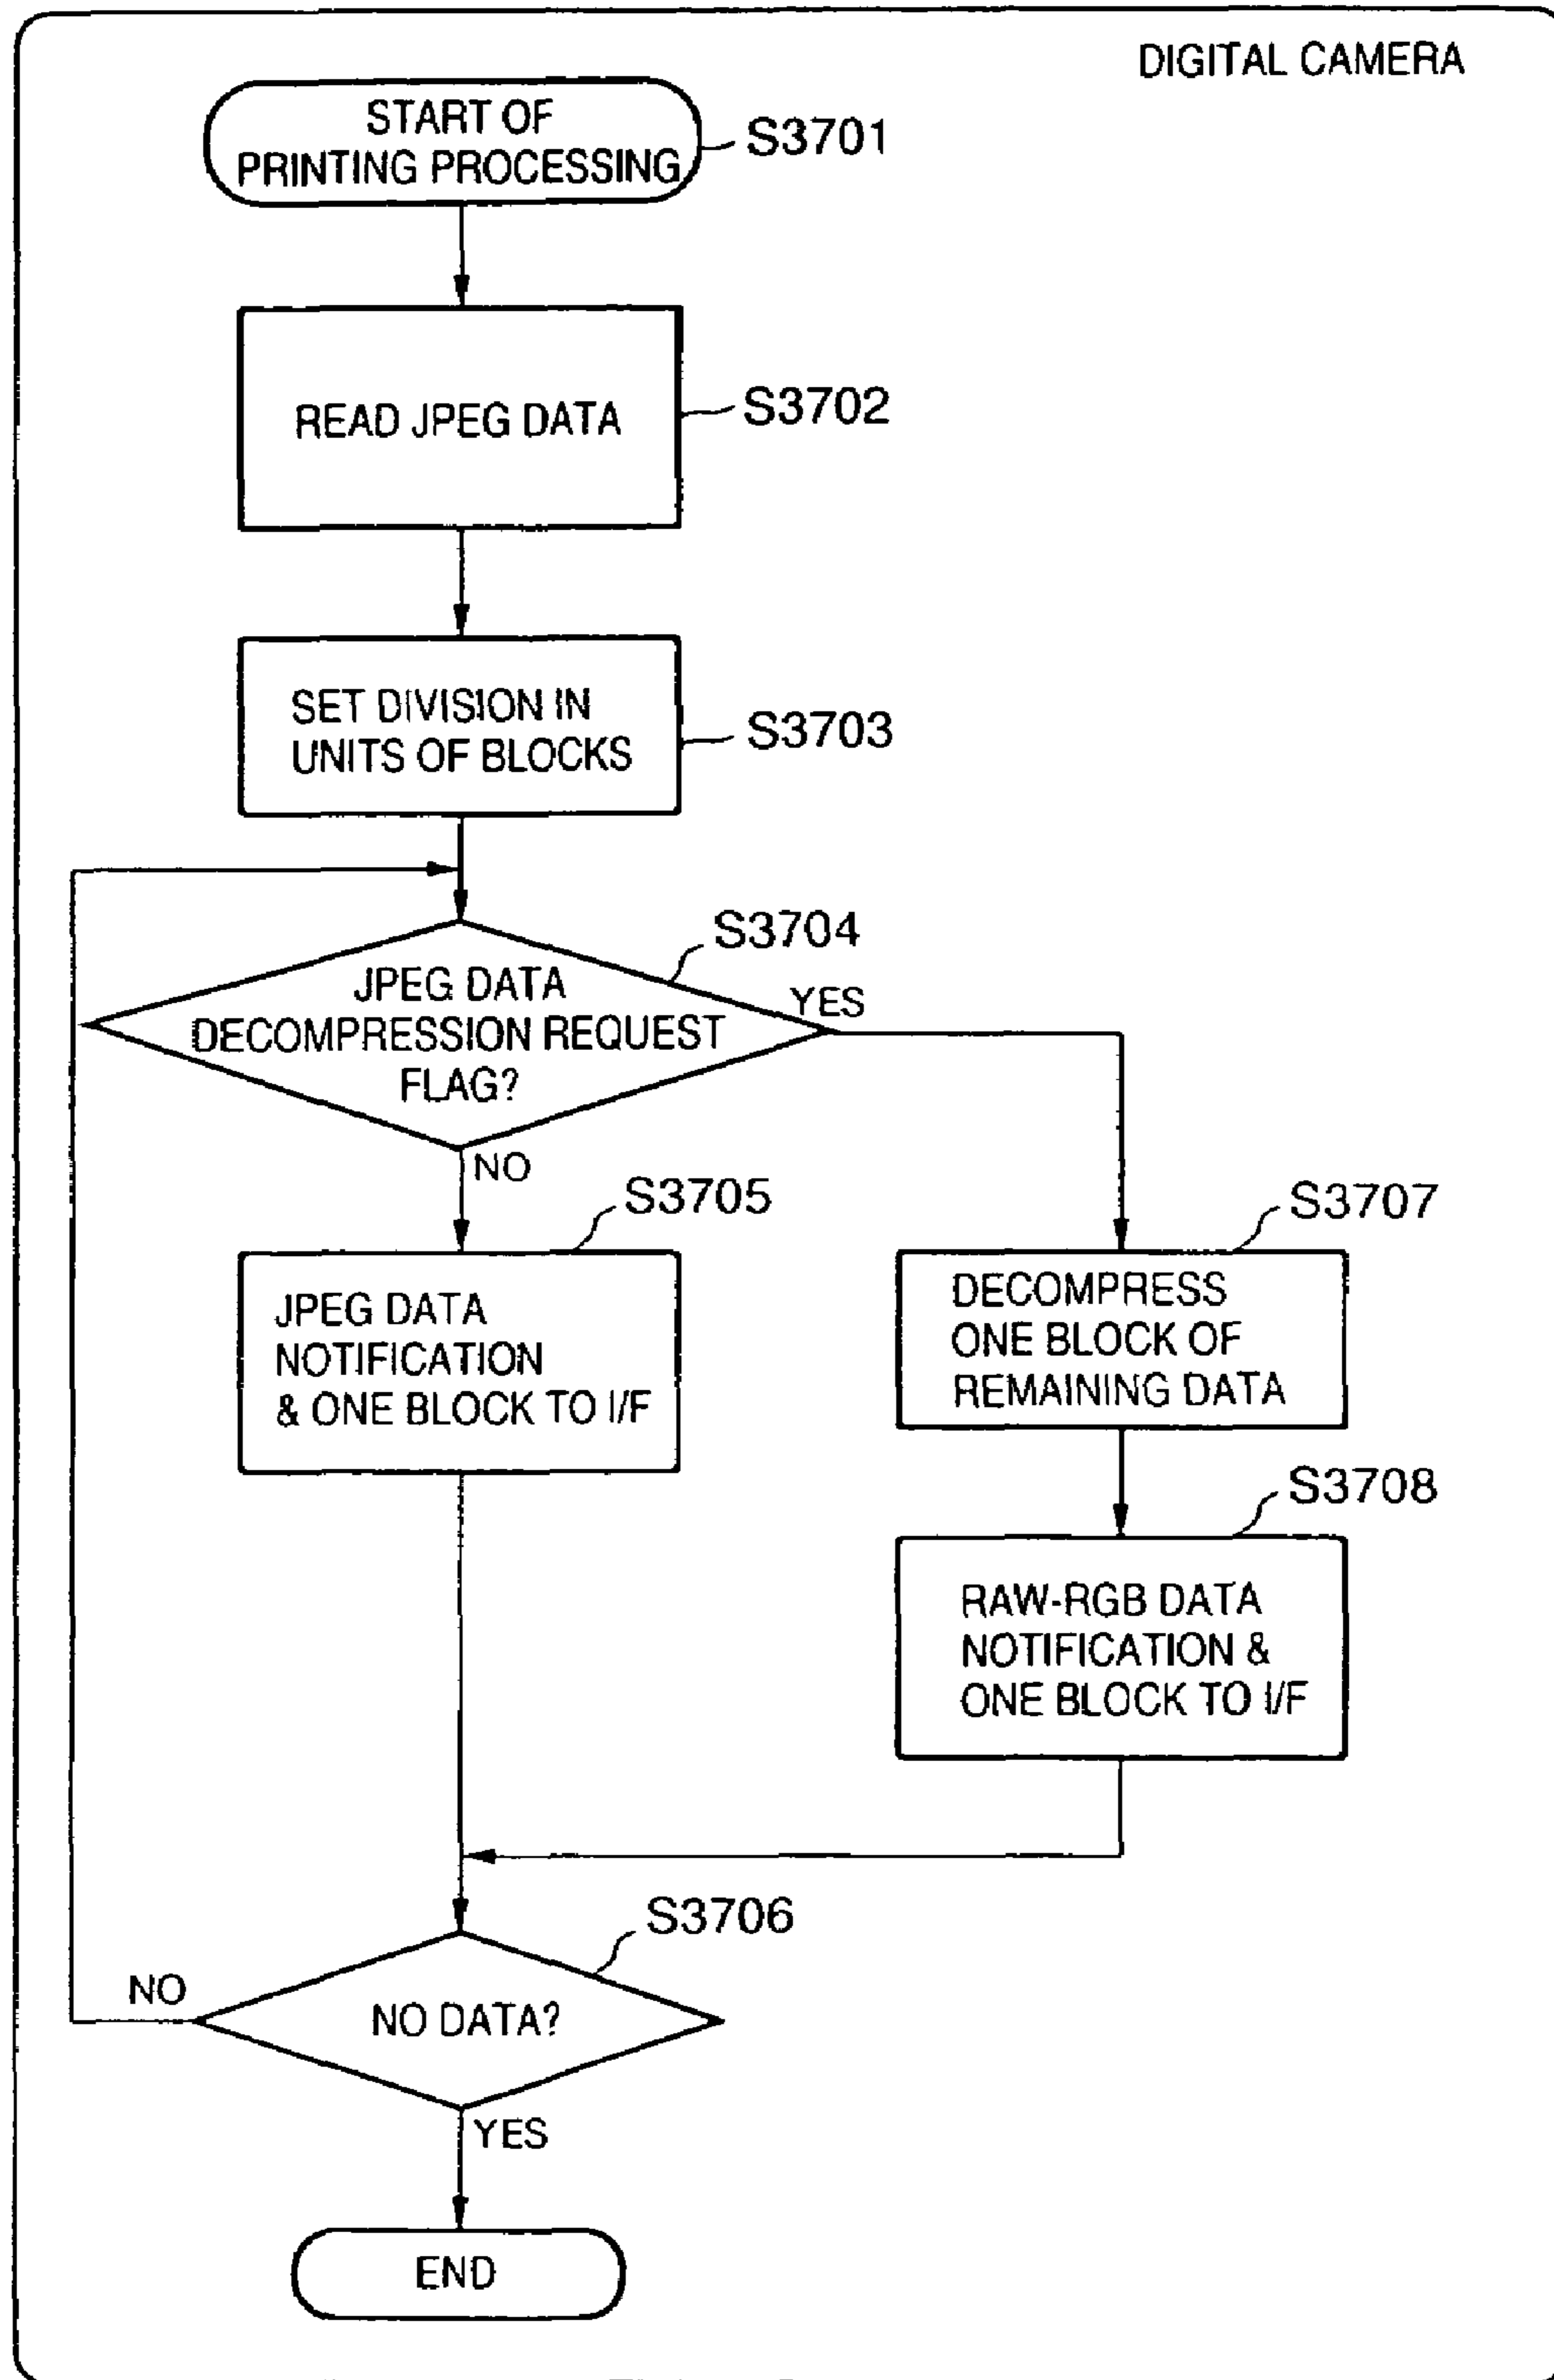 DIGITAL CAMERA
START OF
PRINTING PROCESSING
S3701
READ JPEG DATA
S3702
SET DIVISION IN
UNITS OF BLOCKS
S3703
S3704
JPEG DATA
DECOMPRESSION REQUEST
FLAG?
YES
NO
S3705
JPEG DATA
NOTIFICATION
& ONE BLOCK TO I/F
S3707
DECOMPRESS
ONE BLOCK OF
REMAINING DATA
S3708
RAW-RGB DATA
NOTIFICATION &
ONE BLOCK TO I/F
S3706
NO DATA?
NO
YES
END